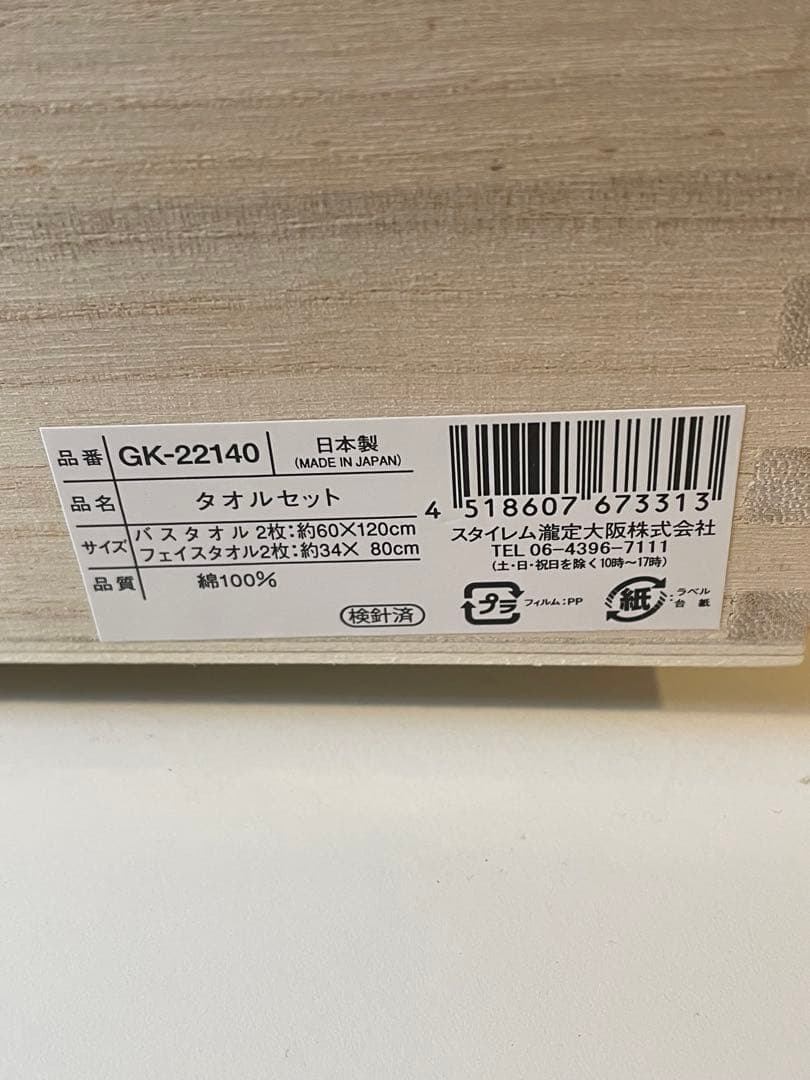 品番 GK-22140 日本製
(MADE IN JAPAN)
品名 タオルセット
サイズ バスタオル 2枚:約60×120cm
フェイスタオル2枚:約34× 80cm
品質 綿100%
検針済
4 518607 673313
スタイレム瀧定大阪株式会社
TEL 06-4396-7111
(土・日・祝日を除く10時〜17時)
プラ フィルム:PP
紙 :ラベル
台紙